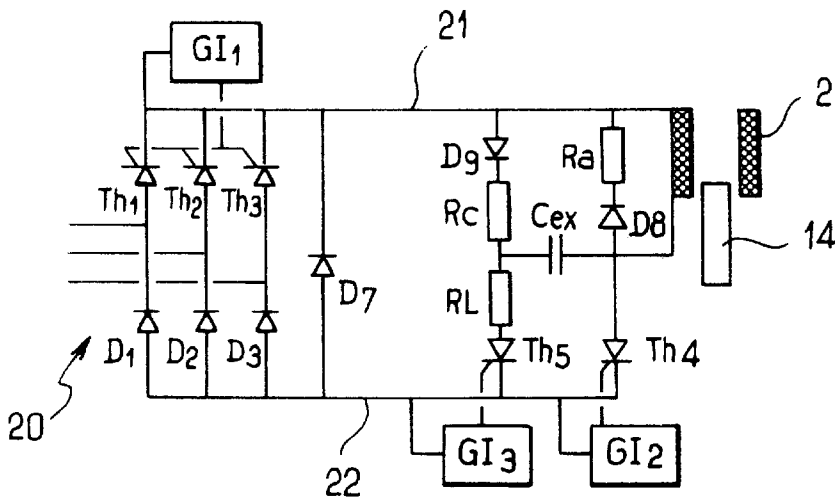 GI1
21
2
D9
Ra
Th1
Th2
Th3
Rc
Cex
D8
14
D7
RL
D1
D2
D3
Th5
Th4
20
22
GI3
GI2